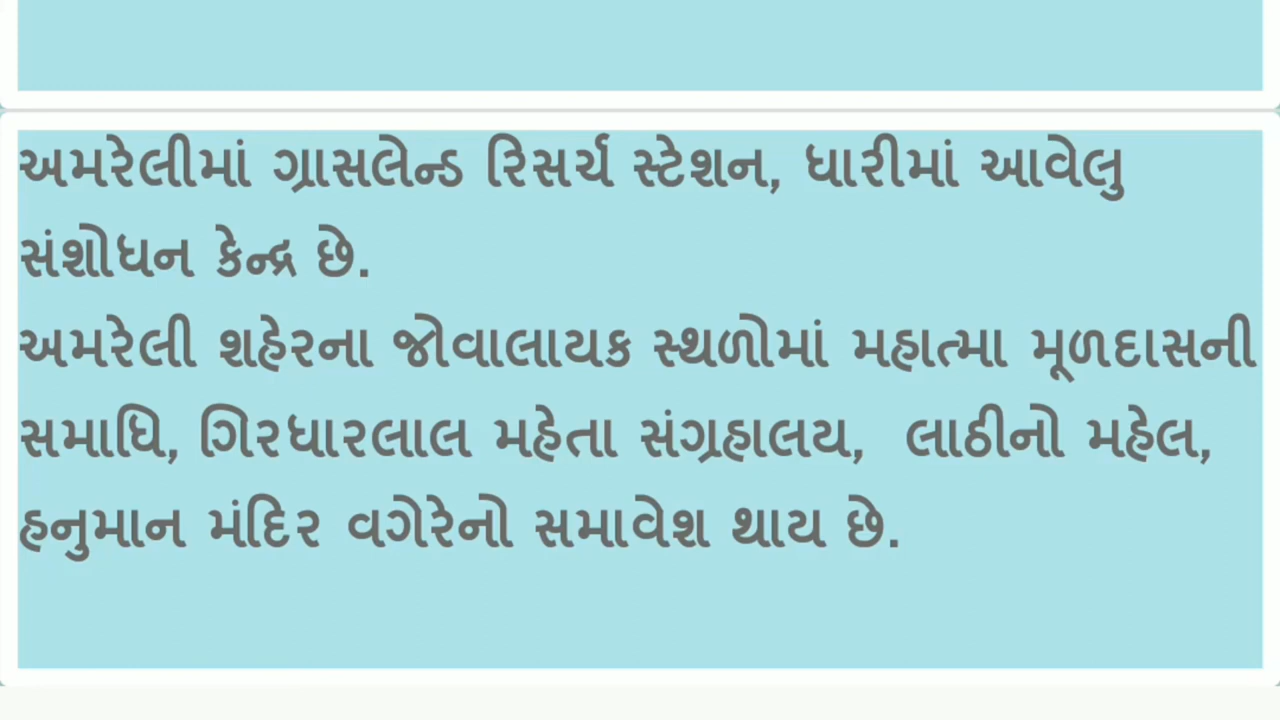 અમરેલીમાં ગ્રાસલેન્ડ રિસર્ચ સ્ટેશન, ધારીમાં આવેલુ
સંશોધન કેન્દ્ર છે.
અમરેલી શહેરના જોવાલાયક સ્થળોમાં મહાત્મા મૂળદાસની
સમાધિ, ગિરધારલાલ મહેતા સંગ્રહાલય,  લાઠીનો મહેલ,
હનુમાન મંદિર વગેરેનો સમાવેશ થાય છે.